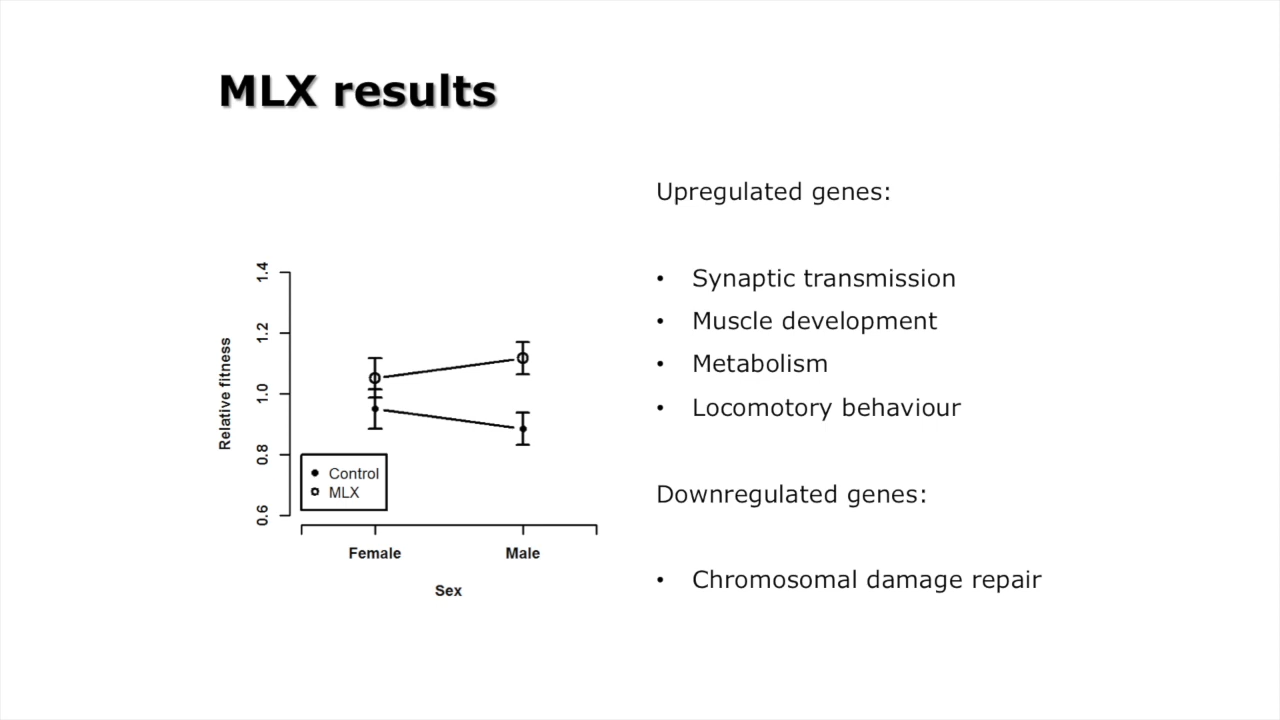 MLX results
Relative fitness
1.4
1.2
1.0
0.8
0.6
Control
MLX
Female
Male
Sex
Upregulated genes:
• Synaptic transmission
• Muscle development
• Metabolism
• Locomotory behaviour
Downregulated genes:
• Chromosomal damage repair